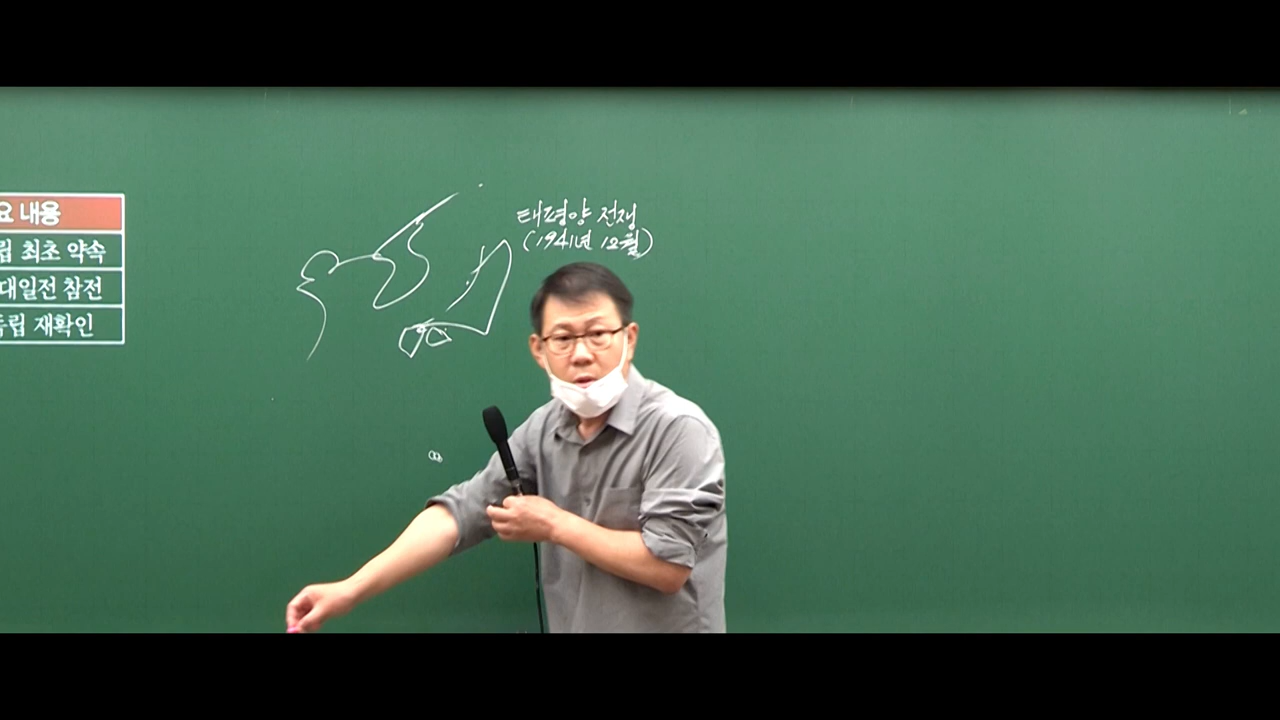 요 내용
립 최초 약속
대일전 참전
독립 재확인
태평양 전쟁
(1941년 12월)